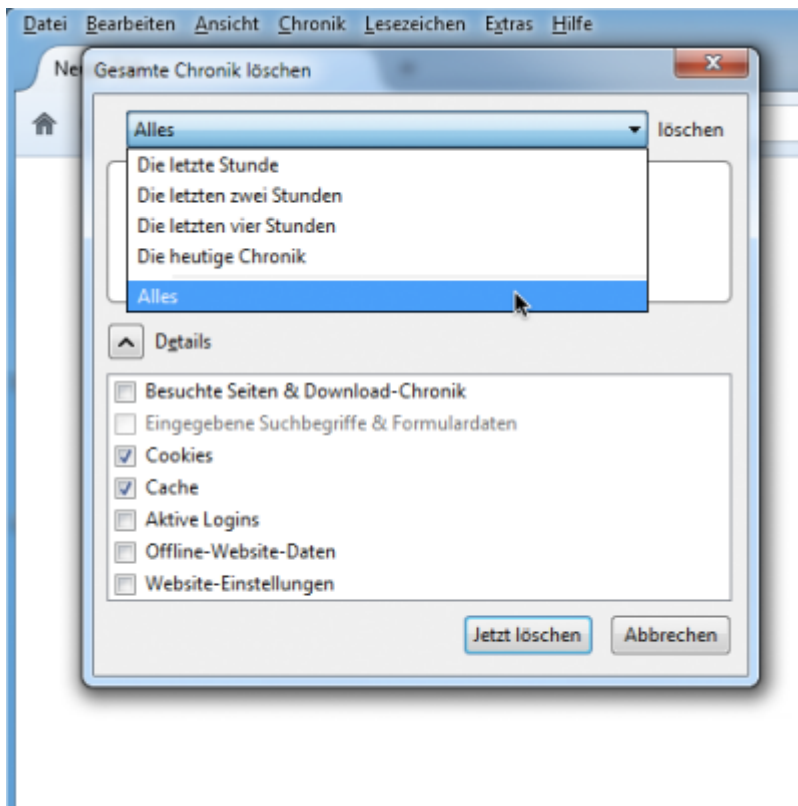 Datei Bearbeiten Ansicht Chronik Lesezeichen Extras Hilfe
Gesamte Chronik löschen
Alles löschen
Die letzte Stunde
Die letzten zwei Stunden
Die letzten vier Stunden
Die heutige Chronik
Alles
Details
Besuchte Seiten & Download-Chronik
Eingegebene Suchbegriffe & Formulardaten
Cookies
Cache
Aktive Logins
Offline-Website-Daten
Website-Einstellungen
Jetzt löschen Abbrechen